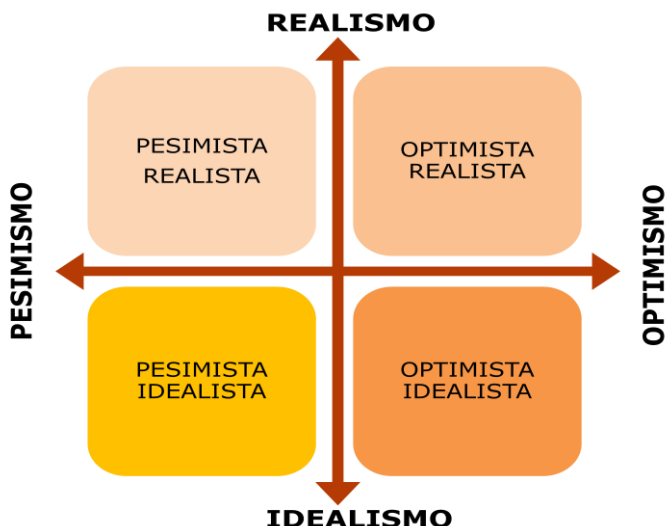 REALISMO
PESIMISTA
REALISTA
OPTIMISTA
REALISTA
PESIMISMO
OPTIMISMO
PESIMISTA
IDEALISTA
OPTIMISTA
IDEALISTA
IDEALISMO